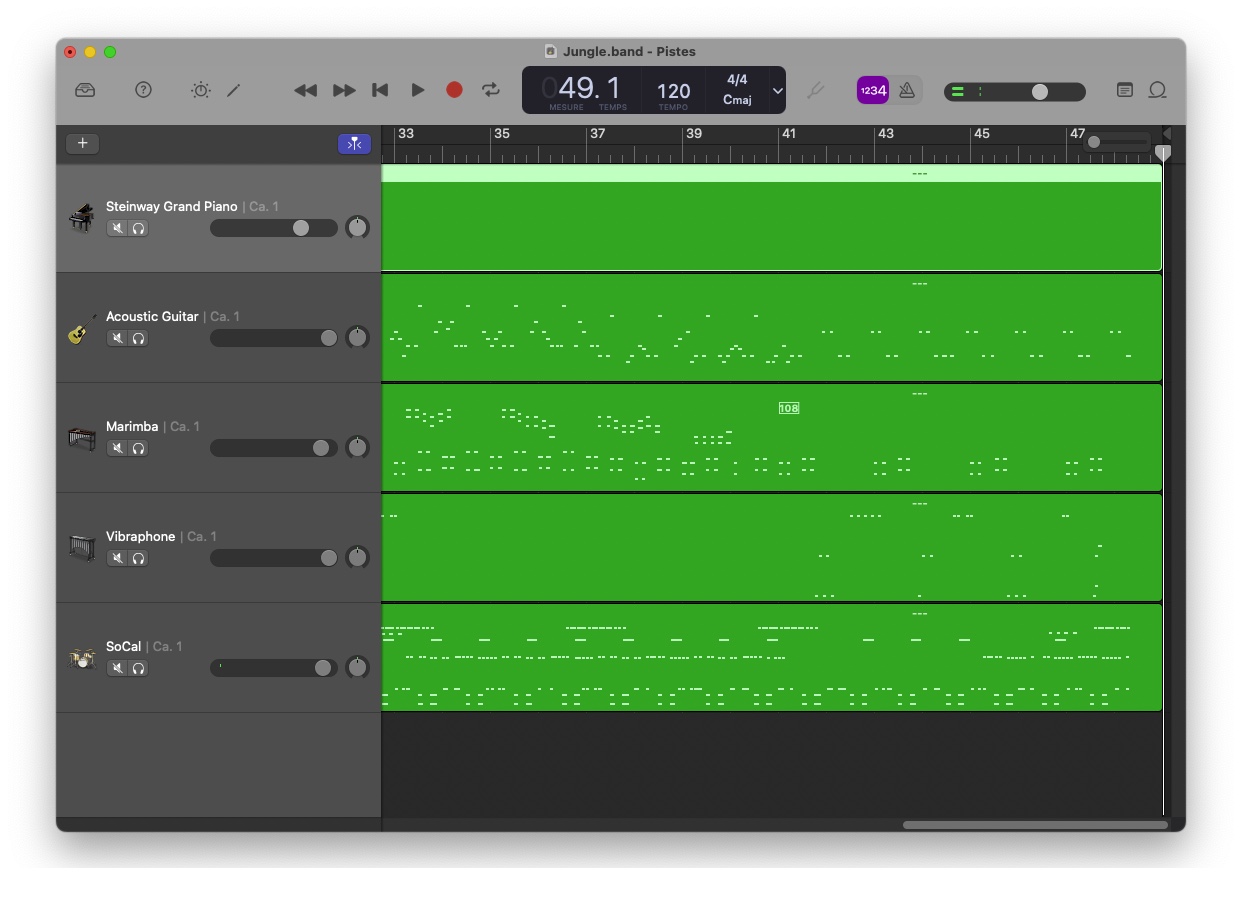 Jungle.band - Pistes
049. 1
MESURE TEMPS
120
TEMPO
4/4
Cmaj
1234
33 35 37 39 41 43 45 47
Steinway Grand Piano | Ca. 1
---
Acoustic Guitar | Ca. 1
---
Marimba | Ca. 1
---
108
Vibraphone | Ca. 1
---
SoCal | Ca. 1
---